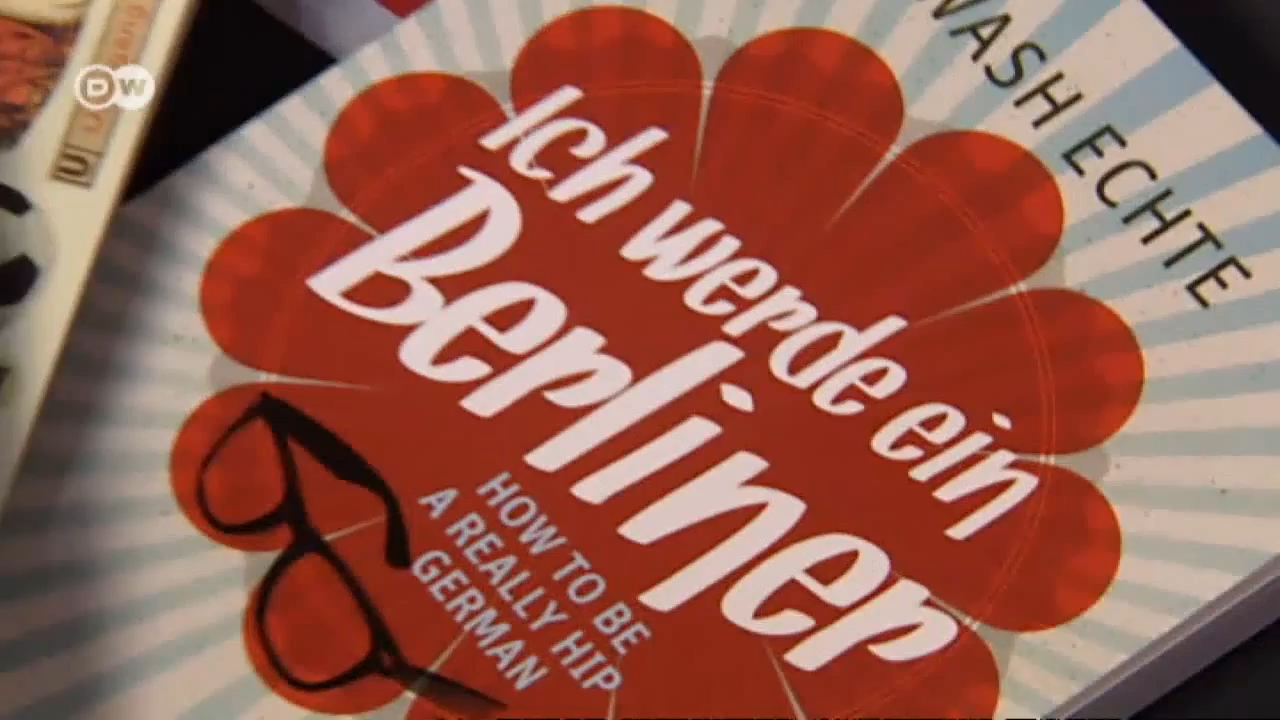 DW
WASH ECHTE
Ich werde ein
Berliner
HOW TO BE
A REALLY HIP
GERMAN